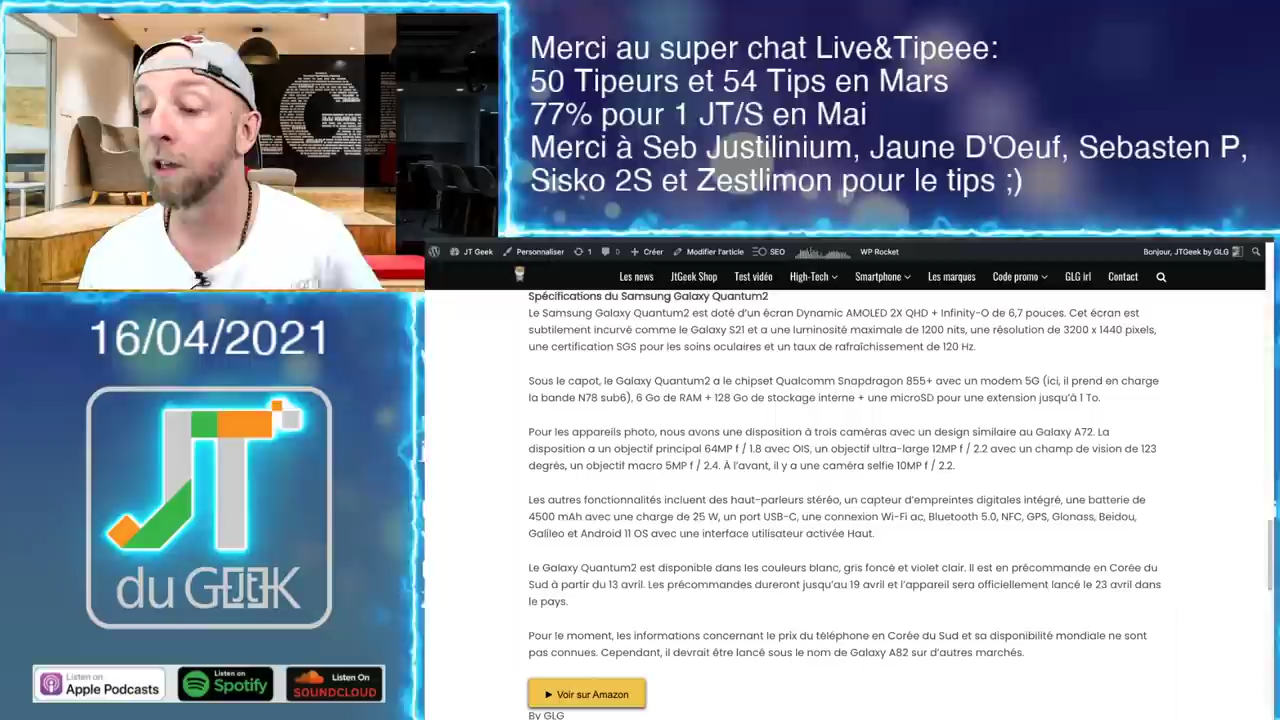 Merci au super chat Live&Tipeee:
50 Tipeurs et 54 Tips en Mars
77% pour 1 JT/S en Mai
Merci à Seb Justilinium, Jaune D'Oeuf, Sebasten P,
Sisko 2S et Zestlimon pour le tips ;)
JT Geek Personnaliser 1 0 Créer Modifier l'article SEO WP Rocket Bonjour, JTGeek by GLG
Les news JtGeek Shop Test vidéo High-Tech Smartphone Les marques Code promo GLG irl Contact
16/04/2021
JT
du GEEK
Listen on
Apple Podcasts
Listen on
Spotify
Listen On
SOUNDCLOUD
Spécifications du Samsung Galaxy Quantum2
Le Samsung Galaxy Quantum2 est doté d'un écran Dynamic AMOLED 2X QHD + Infinity-O de 6,7 pouces. Cet écran est
subtilement incurvé comme le Galaxy S21 et a une luminosité maximale de 1200 nits, une résolution de 3200 x 1440 pixels,
une certification SGS pour les soins oculaires et un taux de rafraîchissement de 120 Hz.
Sous le capot, le Galaxy Quantum2 a le chipset Qualcomm Snapdragon 855+ avec un modem 5G (ici, il prend en charge
la bande N78 sub6), 6 Go de RAM + 128 Go de stockage interne + une microSD pour une extension jusqu'à 1 To.
Pour les appareils photo, nous avons une disposition à trois caméras avec un design similaire au Galaxy A72. La
disposition a un objectif principal 64MP f / 1.8 avec OIS, un objectif ultra-large 12MP f / 2.2 avec un champ de vision de 123
degrés, un objectif macro 5MP f / 2.4. À l'avant, il y a une caméra selfie 10MP f / 2.2.
Les autres fonctionnalités incluent des haut-parleurs stéréo, un capteur d'empreintes digitales intégré, une batterie de
4500 mAh avec une charge de 25 W, un port USB-C, une connexion Wi-Fi ac, Bluetooth 5.0, NFC, GPS, Glonass, Beidou,
Galileo et Android 11 OS avec une interface utilisateur activée Haut.
Le Galaxy Quantum2 est disponible dans les couleurs blanc, gris foncé et violet clair. Il est en précommande en Corée du
Sud à partir du 13 avril. Les précommandes dureront jusqu'au 19 avril et l'appareil sera officiellement lancé le 23 avril dans
le pays.
Pour le moment, les informations concernant le prix du téléphone en Corée du Sud et sa disponibilité mondiale ne sont
pas connues. Cependant, il devrait être lancé sous le nom de Galaxy A82 sur d'autres marchés.
Voir sur Amazon
By GLG